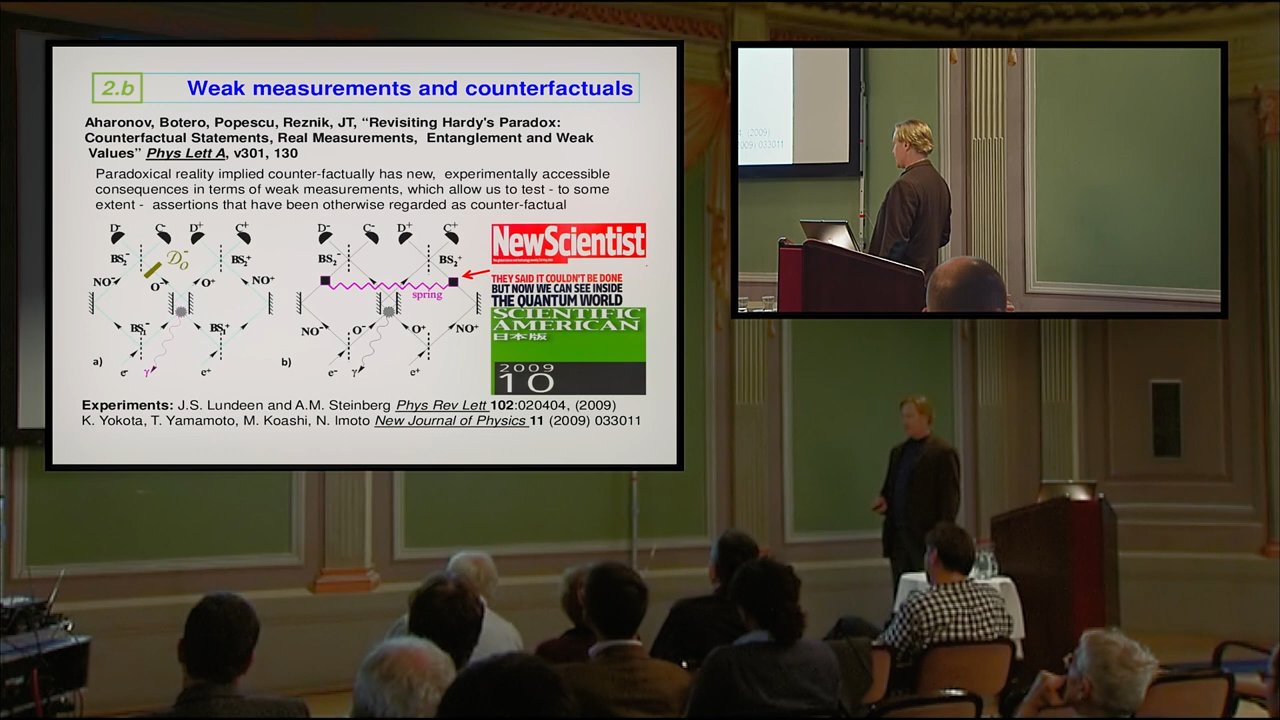 2.b Weak measurements and counterfactuals
Aharonov, Botero, Popescu, Reznik, JT, “Revisiting Hardy's Paradox:
Counterfactual Statements, Real Measurements, Entanglement and Weak
Values” Phys Lett A, v301, 130
Paradoxical reality implied counter-factually has new, experimentally accessible
consequences in terms of weak measurements, which allow us to test - to some
extent - assertions that have been otherwise regarded as counter-factual
D⁻ C⁻ D⁺ C⁺
BS₂⁻ D₀⁻ BS₂⁺
NO⁻ O⁻ O⁺ NO⁺
BS₁⁻ BS₁⁺
a) e⁻ γ e⁺
D⁻ C⁻ D⁺ C⁺
BS₂⁻ BS₂⁺
spring
NO⁻ O⁻ O⁺ NO⁺
b) e⁻ γ e⁺
NewScientist
THEY SAID IT COULDN'T BE DONE
BUT NOW WE CAN SEE INSIDE
THE QUANTUM WORLD
SCIENTIFIC
AMERICAN
日本版
2009
10
Experiments: J.S. Lundeen and A.M. Steinberg Phys Rev Lett 102:020404, (2009)
K. Yokota, T. Yamamoto, M. Koashi, N. Imoto New Journal of Physics 11 (2009) 033011
4, (2009)
009) 033011